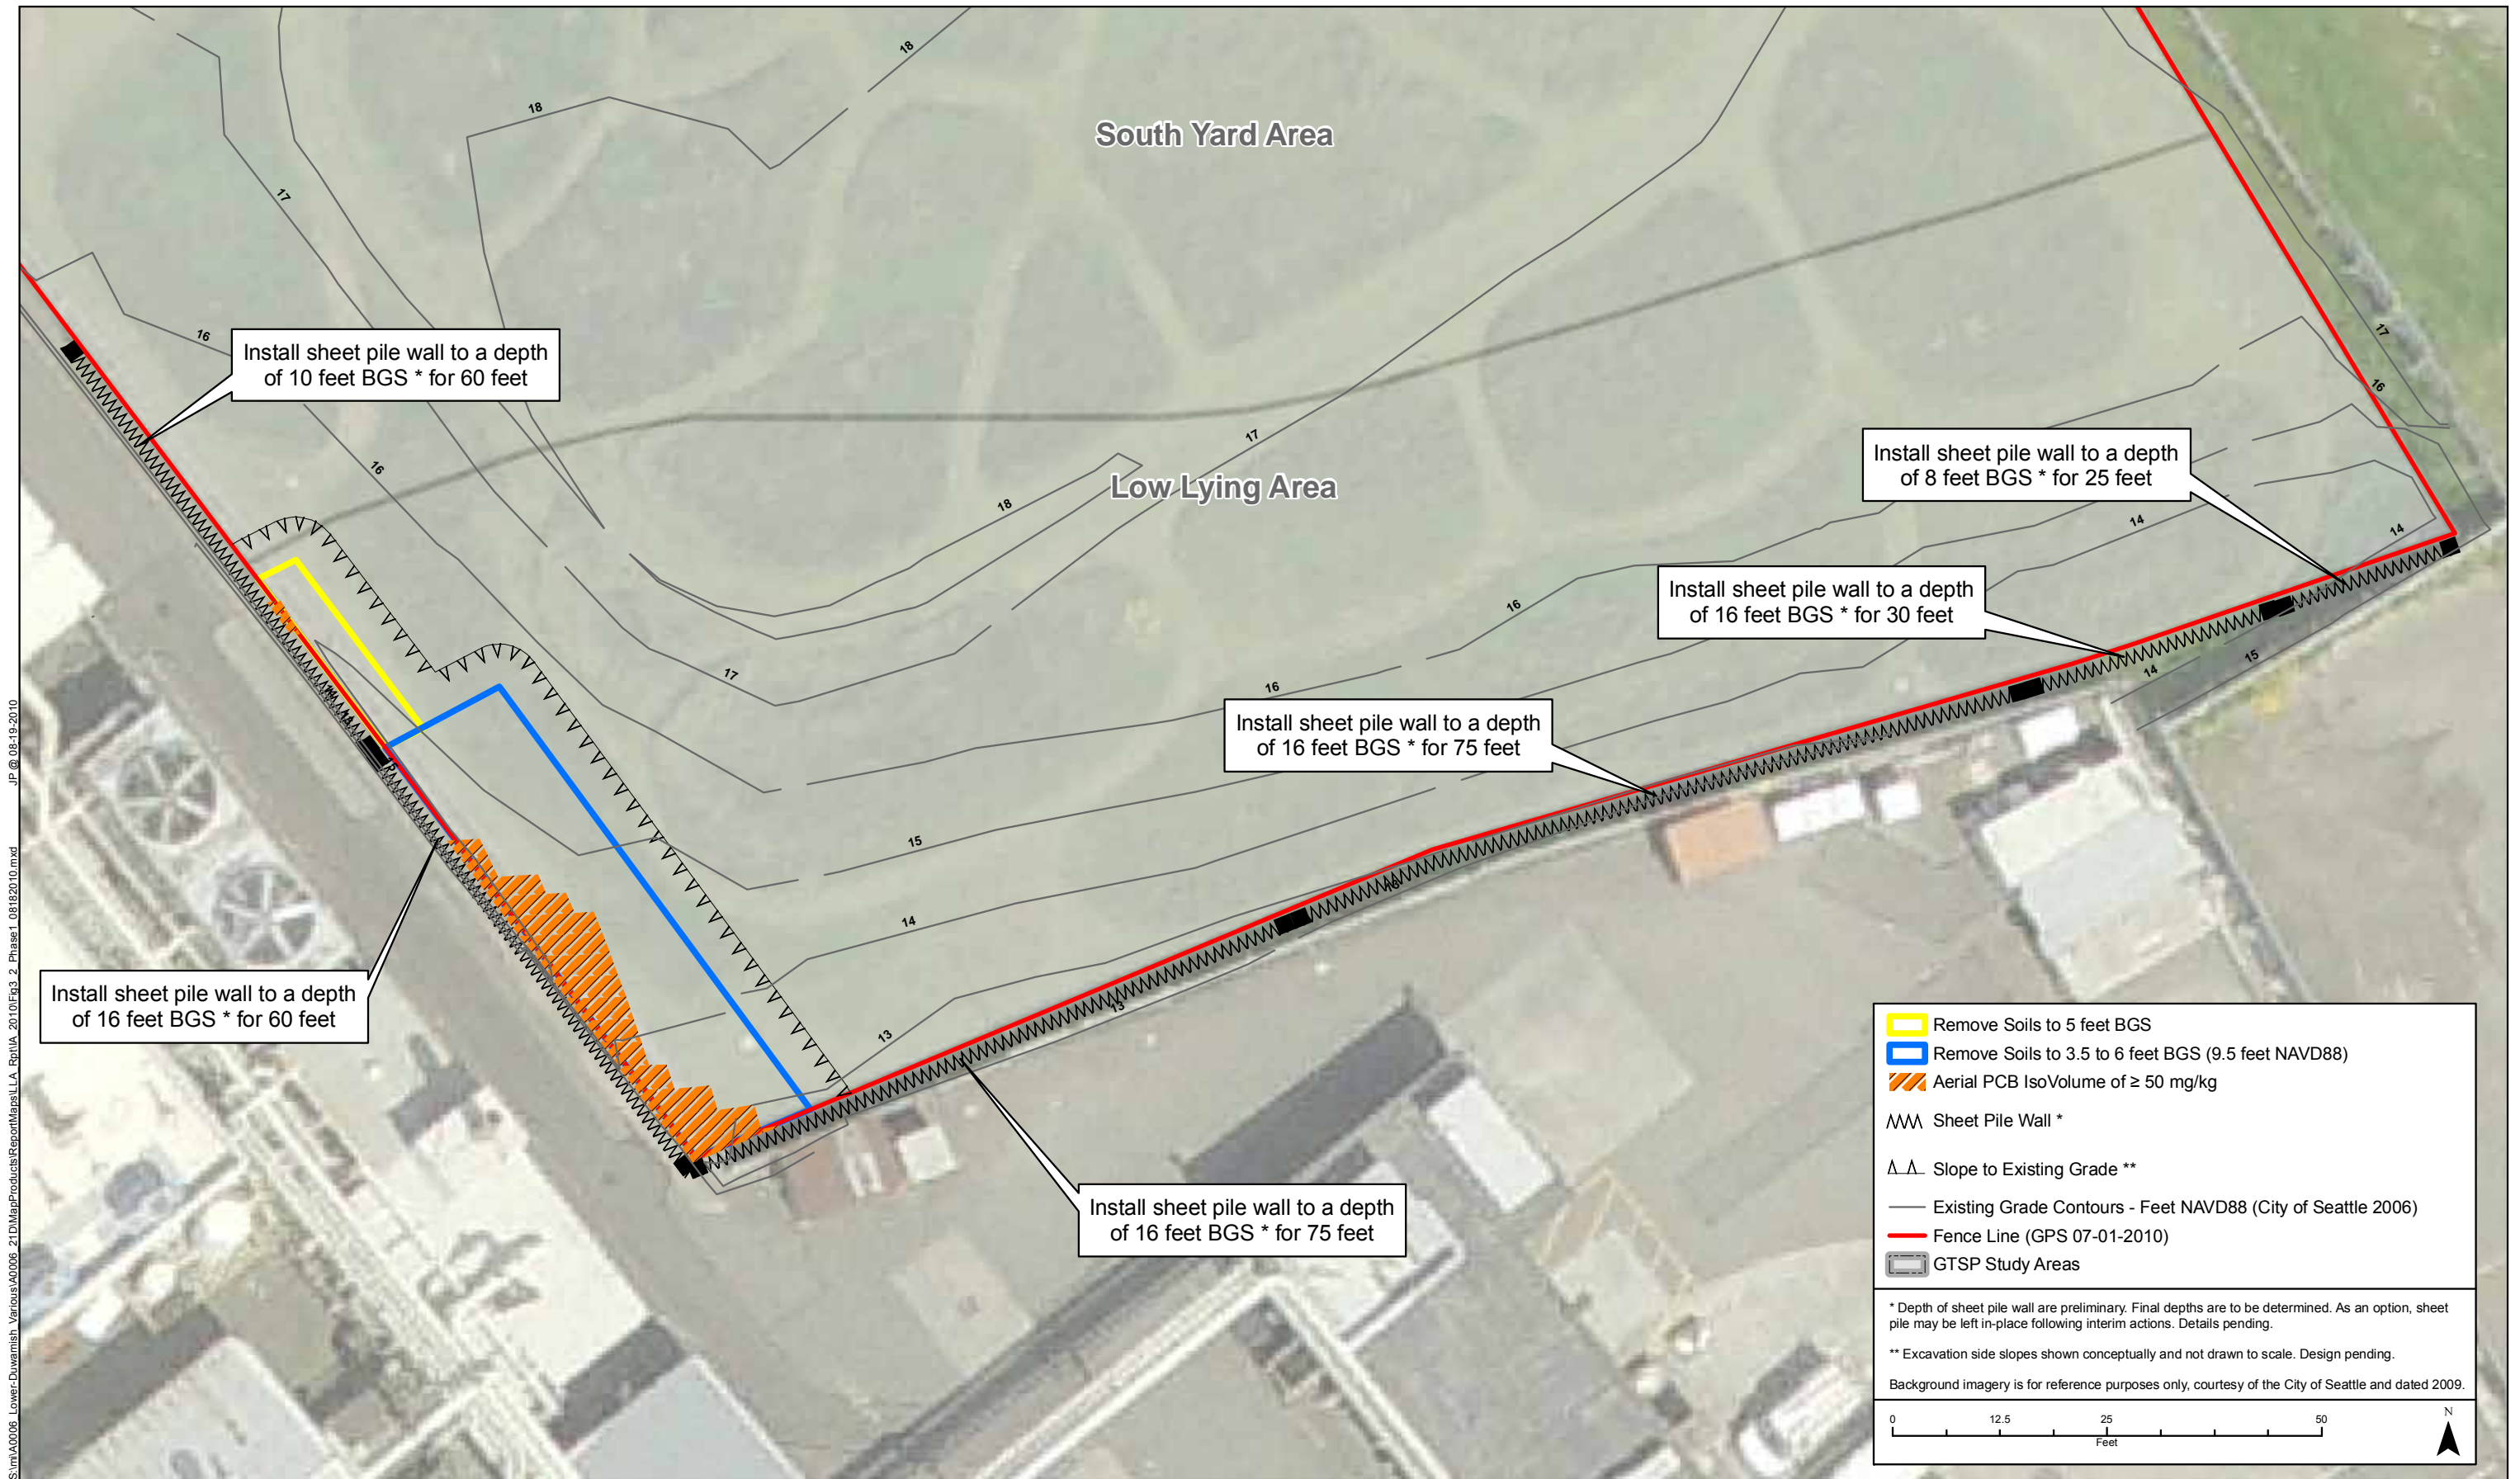 18
18
South Yard Area
17
17
16
Install sheet pile wall to a depth
of 10 feet BGS * for 60 feet
16
17
16
Install sheet pile wall to a depth
of 8 feet BGS * for 25 feet
18
Low Lying Area
14
14
Install sheet pile wall to a depth
of 16 feet BGS * for 30 feet
16
15
14
17
16
Install sheet pile wall to a depth
of 16 feet BGS * for 75 feet
15
14
13
13
Install sheet pile wall to a depth
of 16 feet BGS * for 60 feet
Install sheet pile wall to a depth
of 16 feet BGS * for 75 feet
Remove Soils to 5 feet BGS
Remove Soils to 3.5 to 6 feet BGS (9.5 feet NAVD88)
Aerial PCB IsoVolume of ≥ 50 mg/kg
Sheet Pile Wall *
Slope to Existing Grade **
Existing Grade Contours - Feet NAVD88 (City of Seattle 2006)
Fence Line (GPS 07-01-2010)
GTSP Study Areas
* Depth of sheet pile wall are preliminary. Final depths are to be determined. As an option, sheet
pile may be left in-place following interim actions. Details pending.
** Excavation side slopes shown conceptually and not drawn to scale. Design pending.
Background imagery is for reference purposes only, courtesy of the City of Seattle and dated 2009.
0 12.5 25 50
Feet
N
JP @ 08-19-2010